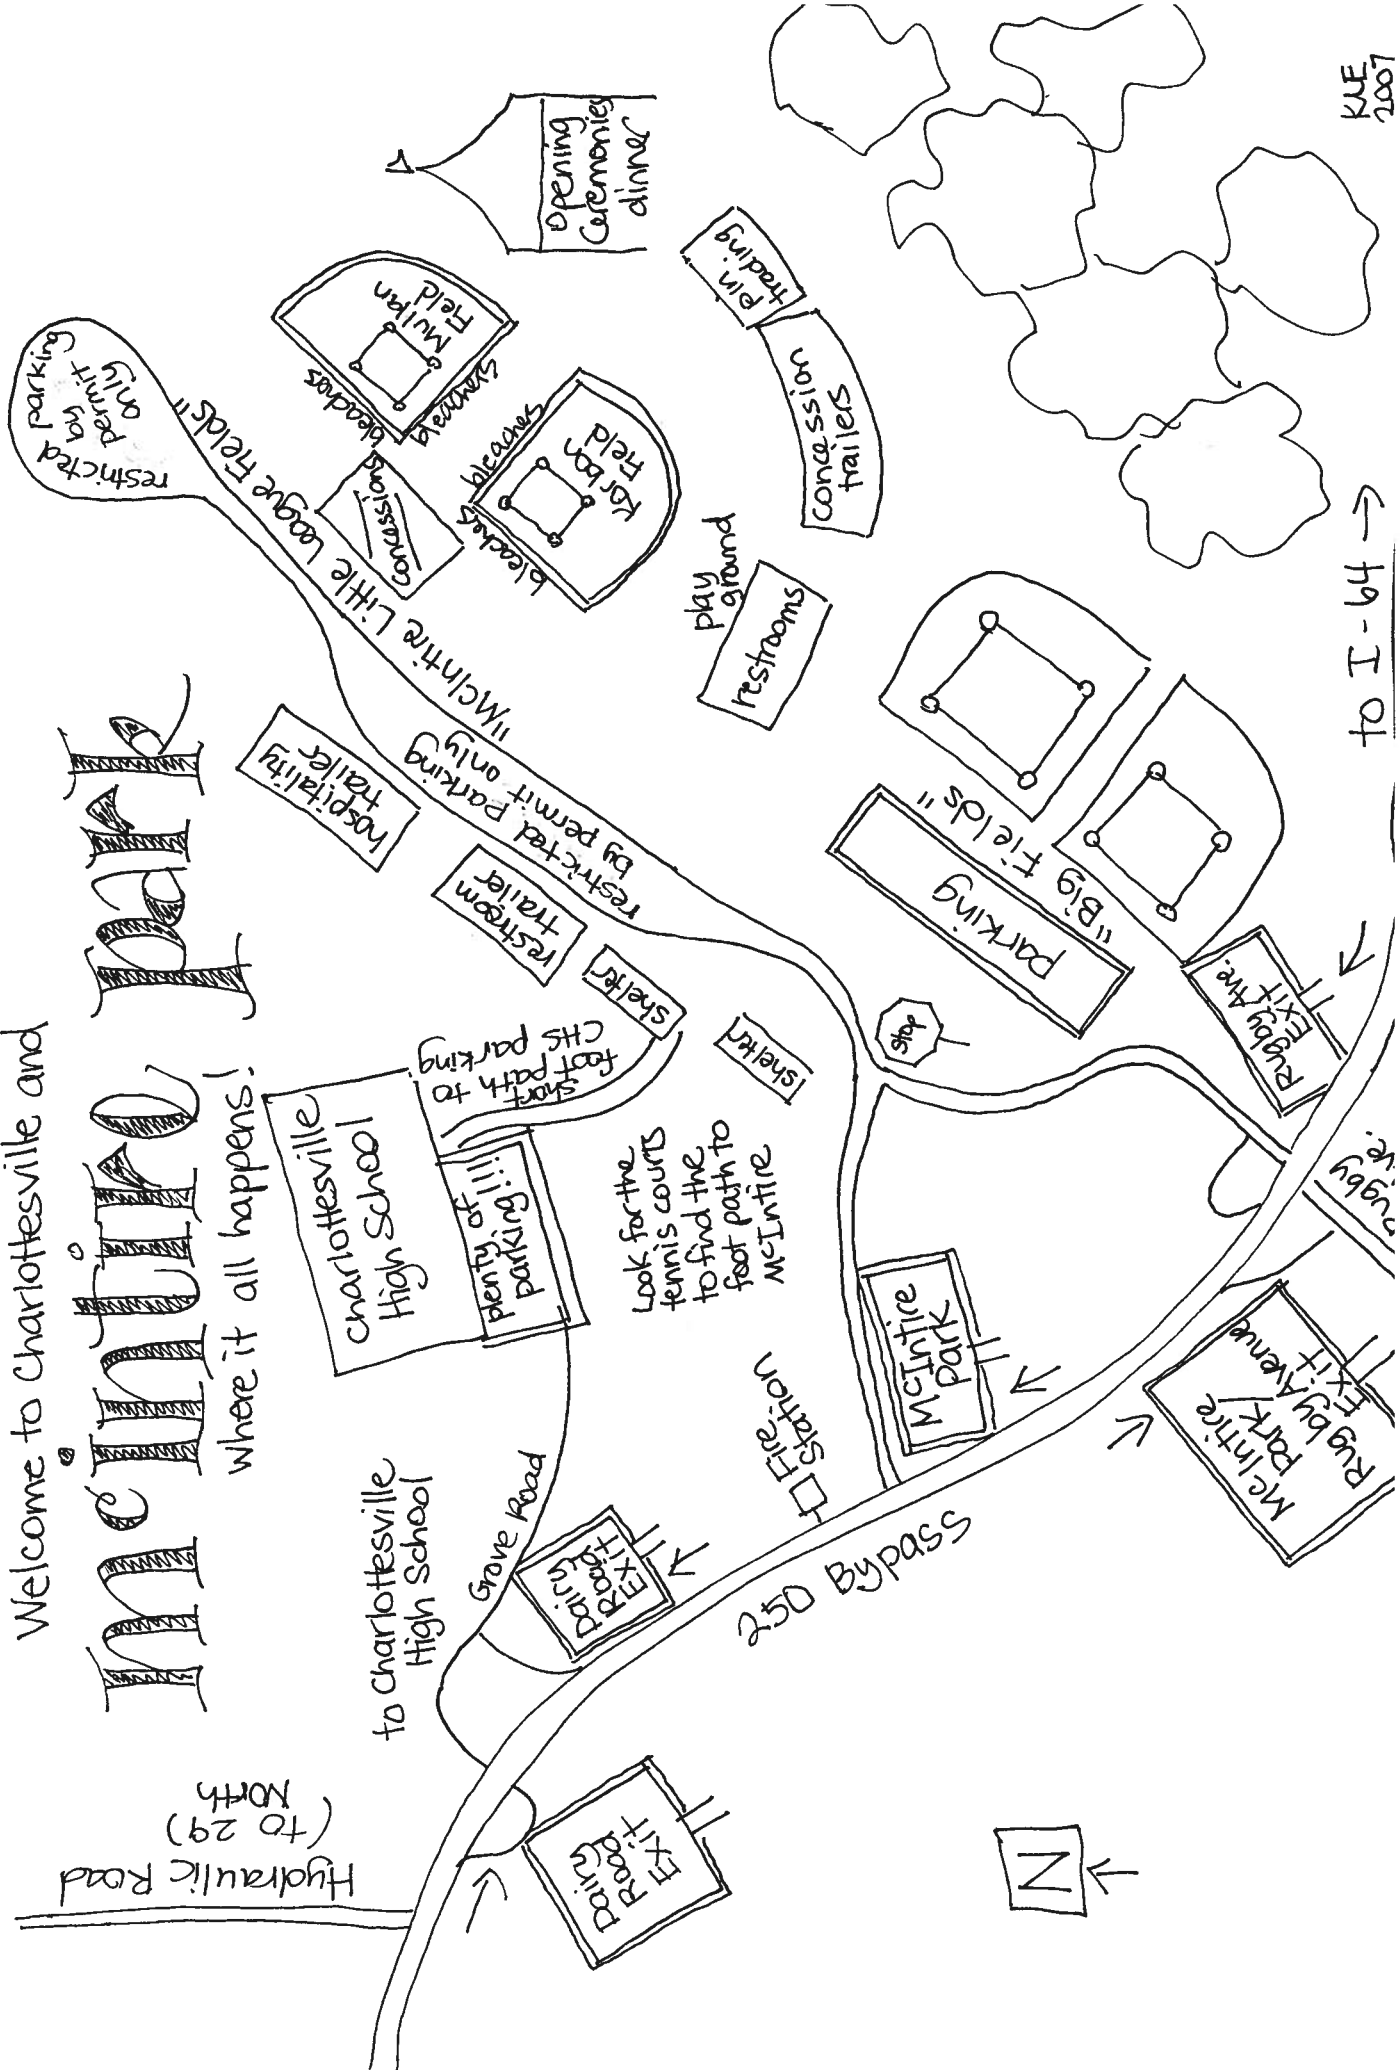 Welcome to Charlottesville and
mcintire park
where it all happens!
Hydraulic Road
(to 29)
North
to Charlottesville
High School
Grove Road
Charlottesville
High School
plenty of
parking!!!!
short
foot path to
CHS parking
Look for the
tennis courts
to find the
foot path to
McIntire
shelter
shelter
restroom
trailer
hospitality
trailer
restricted parking
by permit only
restricted parking
by
permit
only
"McIntire Little League Fields"
concessions
bleachers
bleachers
Mulkan
Field
bleachers
bleachers
Korban
Field
Opening
Ceremonies
dinner
pin
trading
concession
trailers
play
ground
restrooms
"Big Fields"
parking
stop
Fire
Station
McIntire
Park
Dairy
Road
Exit
Dairy
Road
Exit
250 Bypass
McIntire
Park/
Rugby Avenue
Exit
Rugby Ave.
Exit
Rugby
to I-64 →
N
KLE
2007